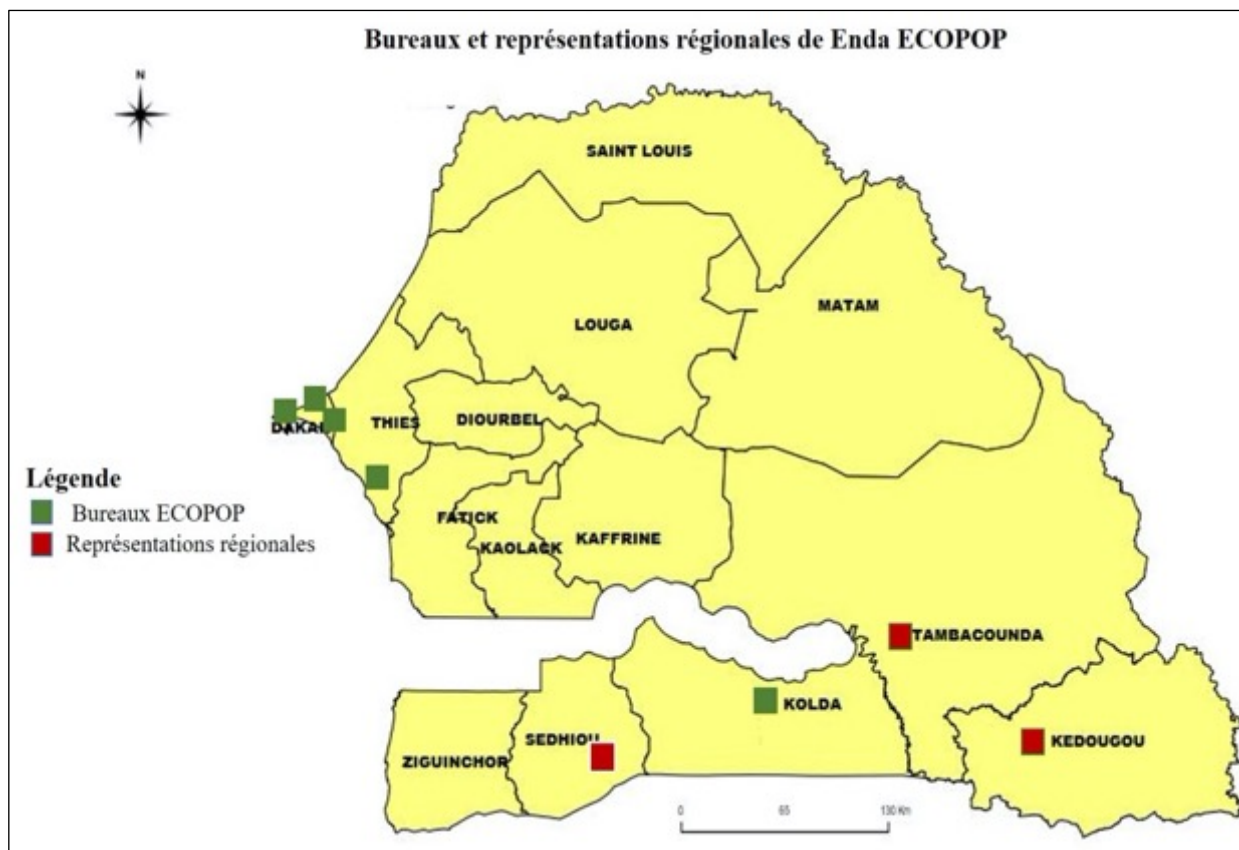 Bureaux et représentations régionales de Enda ECOPOP
N
SAINT LOUIS
MATAM
LOUGA
DIOURBEL
THIES
DAKAR
Légende
Bureaux ECOPOP
Représentations régionales
FATICK
KAOLACK
KAFFRINE
TAMBACOUNDA
KOLDA
SEDHIOU
ZIGUINCHOR
KEDOUGOU
0 65 130 Km